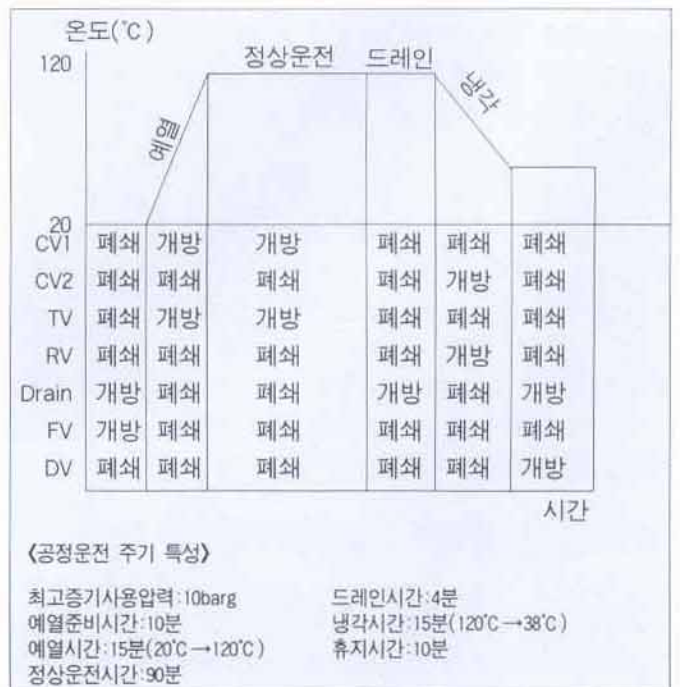 온도(℃)
120
정상운전 드레인
예열
냉각
20
CV1 폐쇄 개방 개방 폐쇄 폐쇄 폐쇄
CV2 폐쇄 폐쇄 폐쇄 폐쇄 개방 폐쇄
TV 폐쇄 개방 개방 폐쇄 폐쇄 폐쇄
RV 폐쇄 폐쇄 폐쇄 폐쇄 개방 폐쇄
Drain 개방 폐쇄 폐쇄 개방 폐쇄 개방
FV 개방 폐쇄 폐쇄 폐쇄 폐쇄 폐쇄
DV 폐쇄 폐쇄 폐쇄 폐쇄 폐쇄 개방
시간
《공정운전 주기 특성》
최고증기사용압력:10barg 드레인시간:4분
예열준비시간:10분 냉각시간:15분(120℃→38℃)
예열시간:15분(20℃→120℃) 휴지시간:10분
정상운전시간:90분